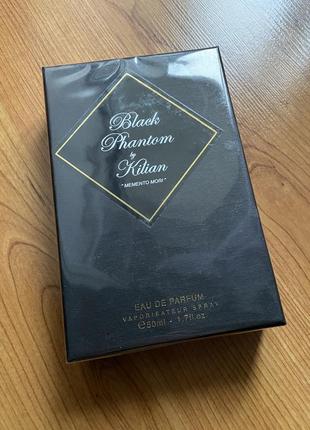 Black
Phantom
by
Kilian
"MEMENTO MORI"
EAU DE PARFUM
VAPORISATEUR SPRAY
℮50ml - 1.7fl.oz